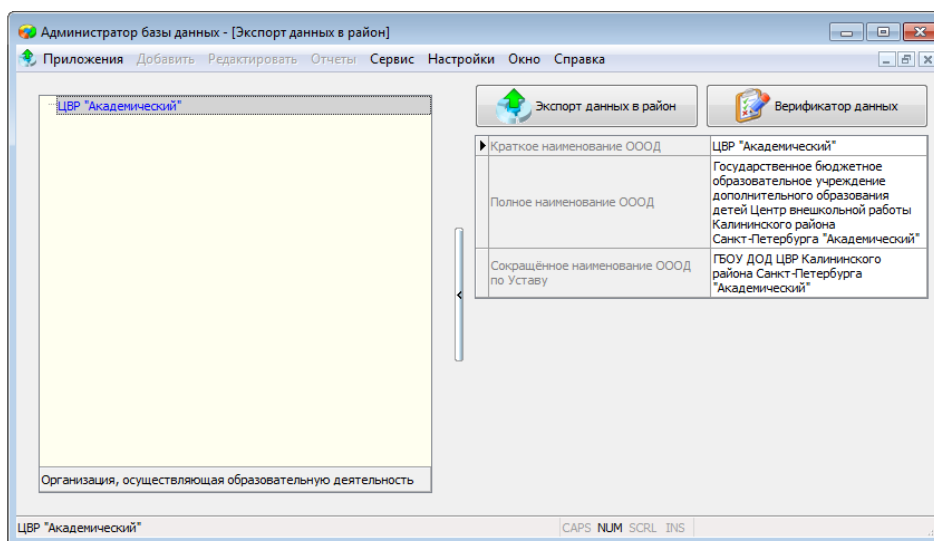 Администратор базы данных - [Экспорт данных в район]
Приложения Добавить Редактировать Отчеты Сервис Настройки Окно Справка
ЦВР "Академический"
Экспорт данных в район
Верификатор данных
Краткое наименование ОООД
ЦВР "Академический"
Полное наименование ОООД
Государственное бюджетное
образовательное учреждение
дополнительного образования
детей Центр внешкольной работы
Калининского района
Санкт-Петербурга "Академический"
Сокращённое наименование ОООД
по Уставу
ГБОУ ДОД ЦВР Калининского
района Санкт-Петербурга
"Академический"
Организация, осуществляющая образовательную деятельность
ЦВР "Академический"
CAPS NUM SCRL INS